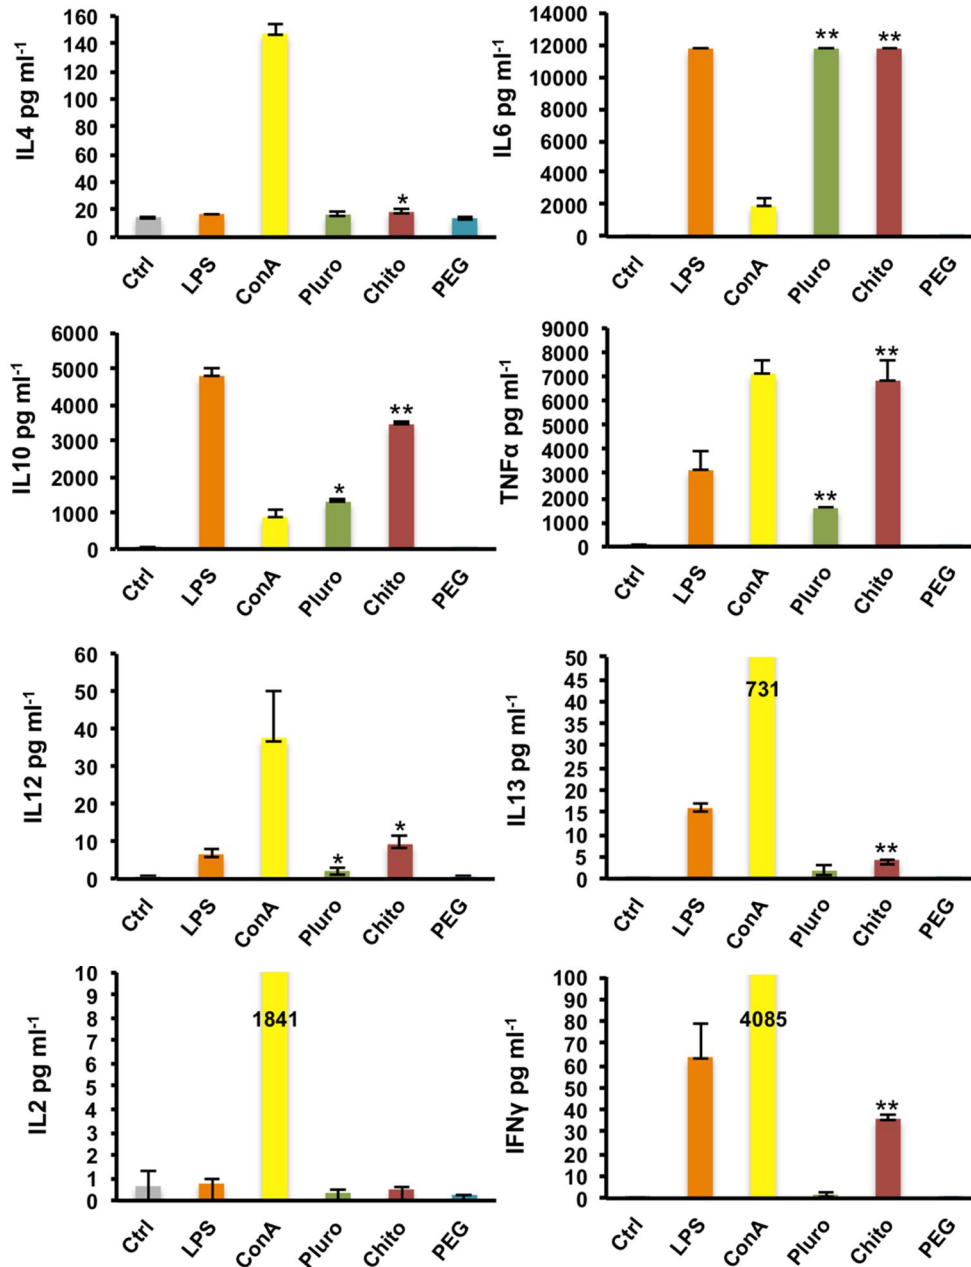 IL4 pg ml-1
160
140
120
100
80
60
40
20
0
Ctrl
LPS
ConA
Pluro
Chito
PEG
*
IL6 pg ml-1
14000
12000
10000
8000
6000
4000
2000
0
Ctrl
LPS
ConA
Pluro
Chito
PEG
**
**
IL10 pg ml-1
6000
5000
4000
3000
2000
1000
0
Ctrl
LPS
ConA
Pluro
Chito
PEG
*
**
TNFα pg ml-1
9000
8000
7000
6000
5000
4000
3000
2000
1000
0
Ctrl
LPS
ConA
Pluro
Chito
PEG
**
**
IL12 pg ml-1
60
50
40
30
20
10
0
Ctrl
LPS
ConA
Pluro
Chito
PEG
*
*
IL13 pg ml-1
50
45
40
35
30
25
20
15
10
5
0
Ctrl
LPS
ConA
Pluro
Chito
PEG
731
**
IL2 pg ml-1
10
9
8
7
6
5
4
3
2
1
0
Ctrl
LPS
ConA
Pluro
Chito
PEG
1841
IFNγ pg ml-1
100
90
80
70
60
50
40
30
20
10
0
Ctrl
LPS
ConA
Pluro
Chito
PEG
4085
**